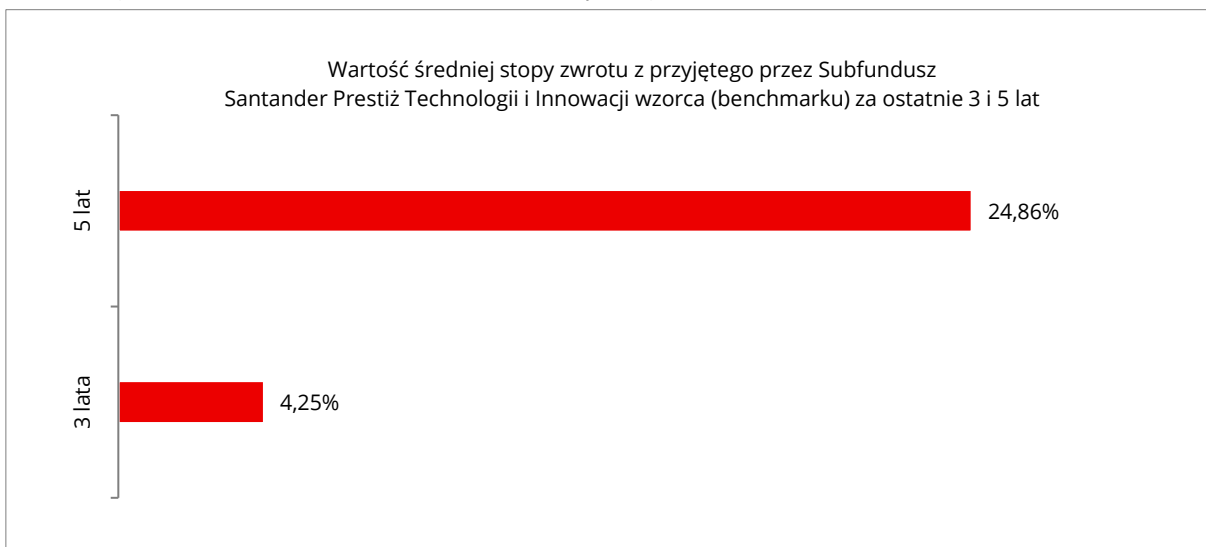 Wartość średniej stopy zwrotu z przyjętego przez Subfundusz
Santander Prestiż Technologii i Innowacji wzorca (benchmarku) za ostatnie 3 i 5 lat
5 lat
24,86%
3 lata
4,25%